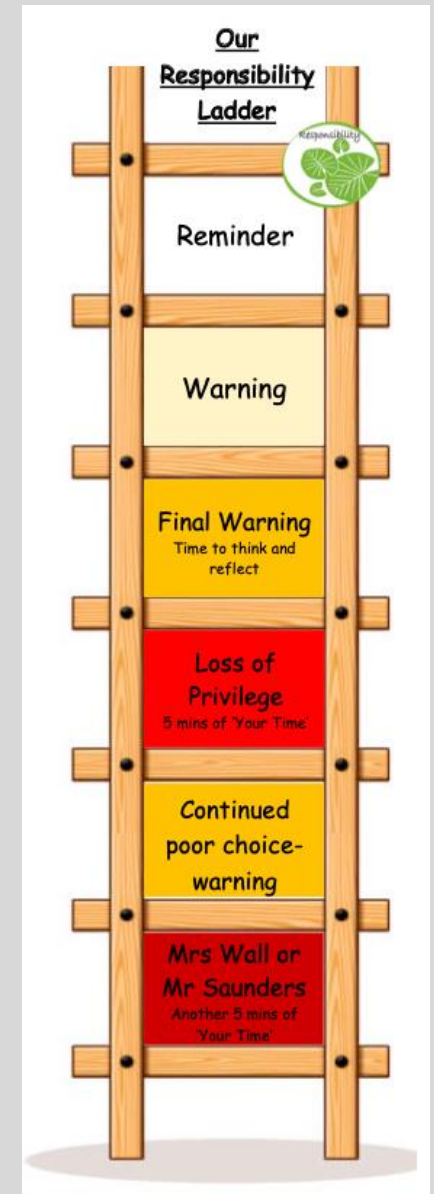 Our
Responsibility
Ladder
Responsibility
Reminder
Warning
Final Warning
Time to think and
reflect
Loss of
Privilege
5 mins of 'Your Time'
Continued
poor choice-
warning
Mrs Wall or
Mr Saunders
Another 5 mins of
'Your Time'